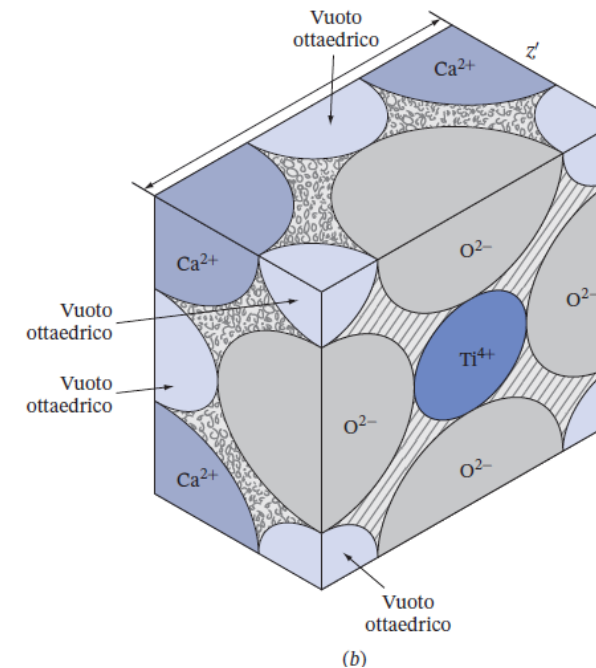 Vuoto
ottaedrico
Ca²⁺
z′
Ca²⁺
O²⁻
O²⁻
Vuoto
ottaedrico
Ti⁴⁺
Vuoto
ottaedrico
O²⁻
Ca²⁺
O²⁻
Vuoto
ottaedrico
(b)